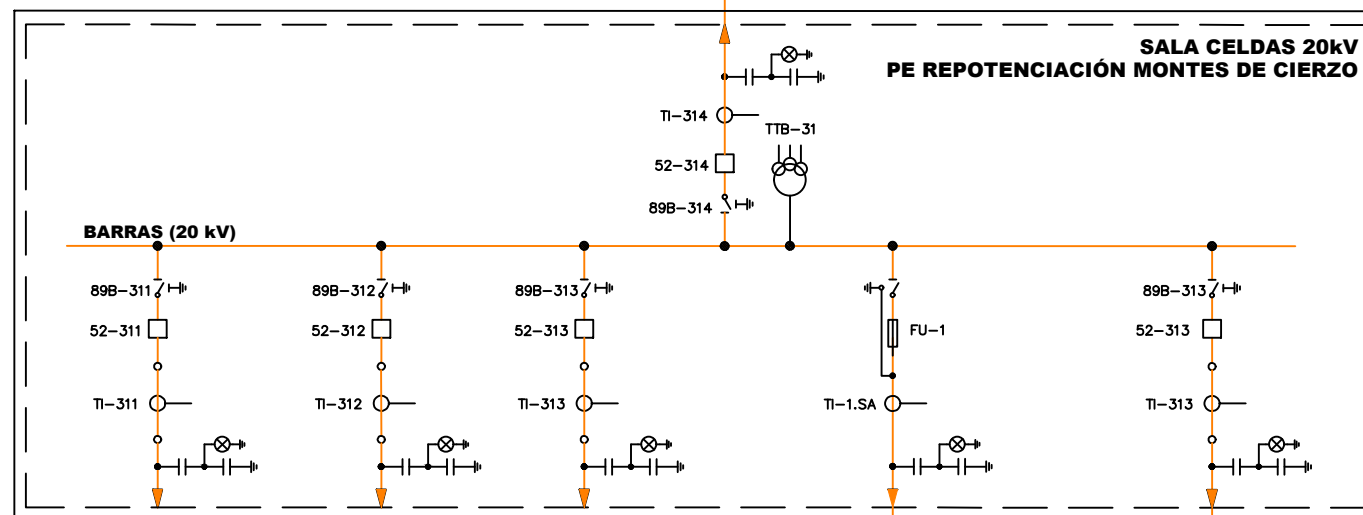 SALA CELDAS 20kV
PE REPOTENCIACIÓN MONTES DE CIERZO
TI-314
TTB-31
52-314
89B-314
BARRAS (20 kV)
89B-311
89B-312
89B-313
89B-313
52-311
52-312
52-313
FU-1
52-313
TI-311
TI-312
TI-313
TI-1.SA
TI-313